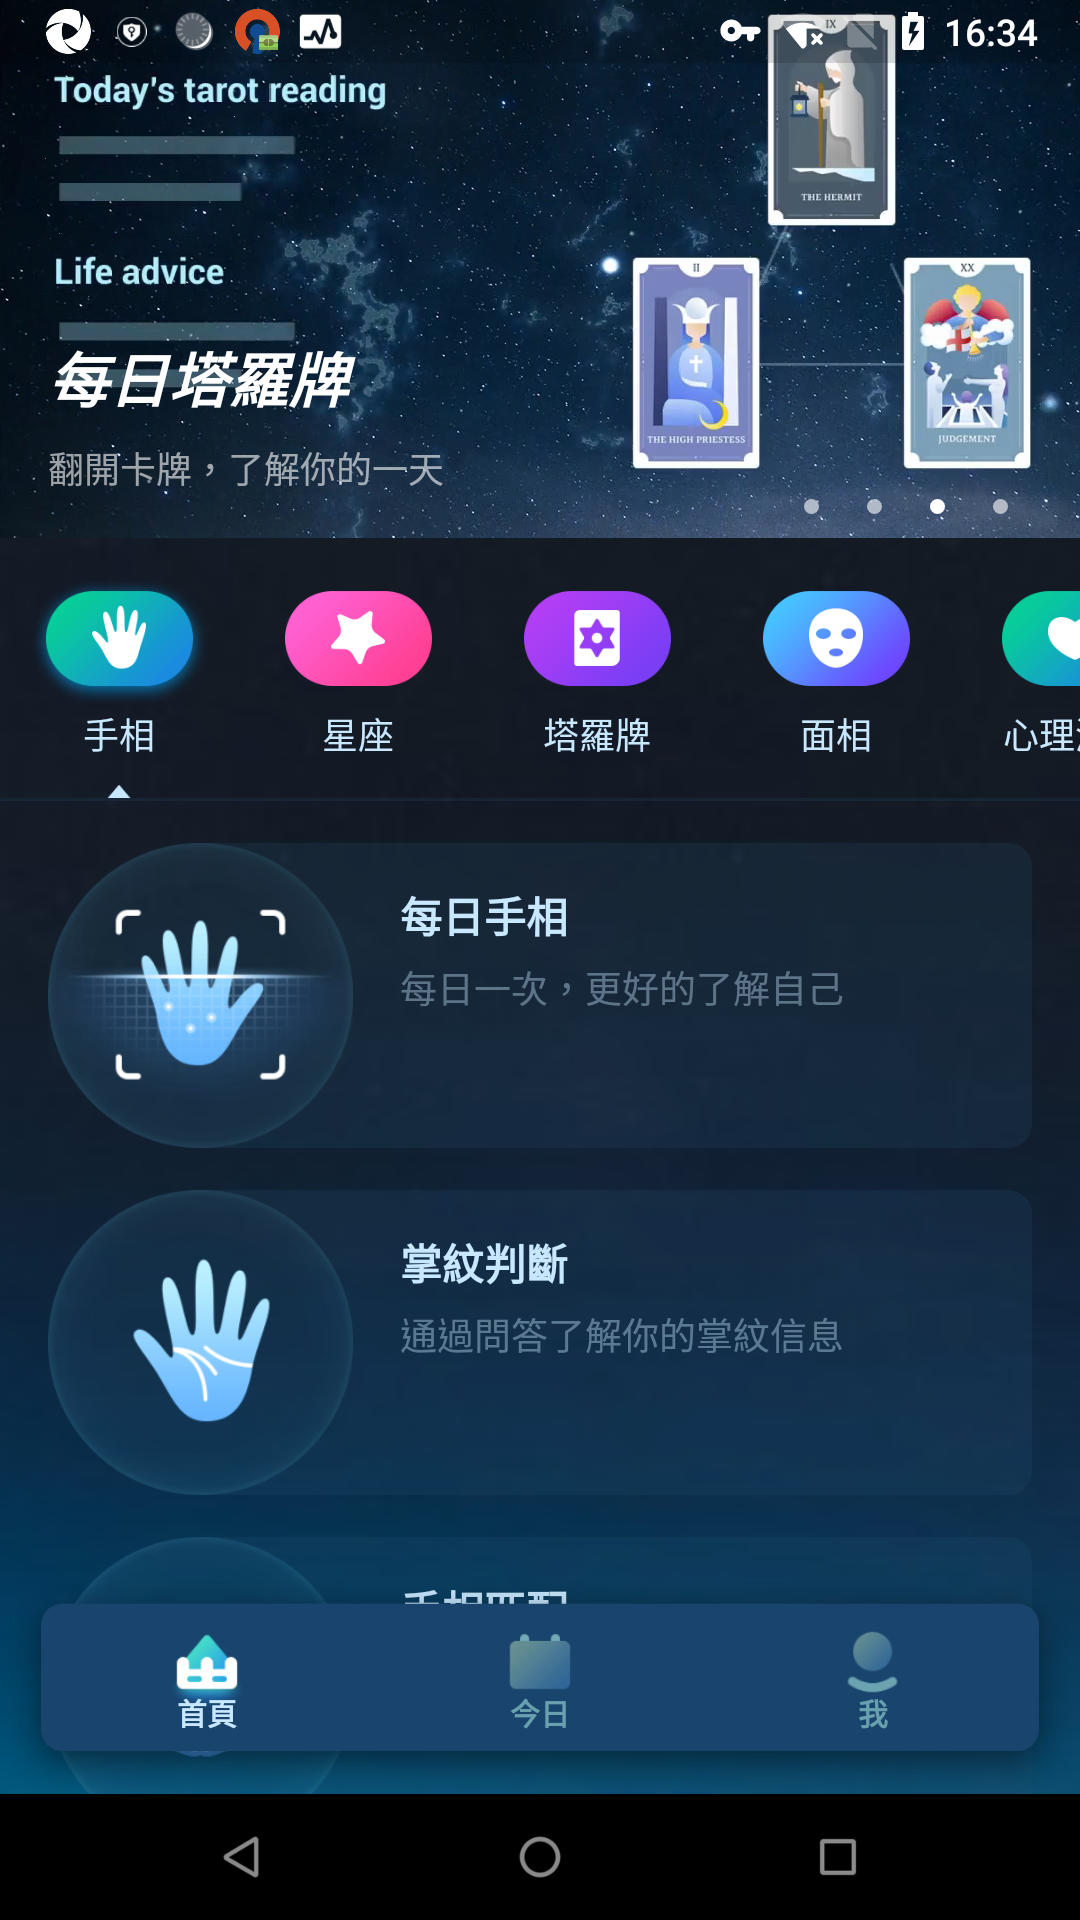 16:34
IX
THE HERMIT
Today's tarot reading
Life advice
II
THE HIGH PRIESTESS
XX
JUDGEMENT
每日塔羅牌
翻開卡牌，了解你的一天
手相
星座
塔羅牌
面相
心理
每日手相
每日一次，更好的了解自己
掌紋判斷
通過問答了解你的掌紋信息
手相匹配
首頁
今日
我